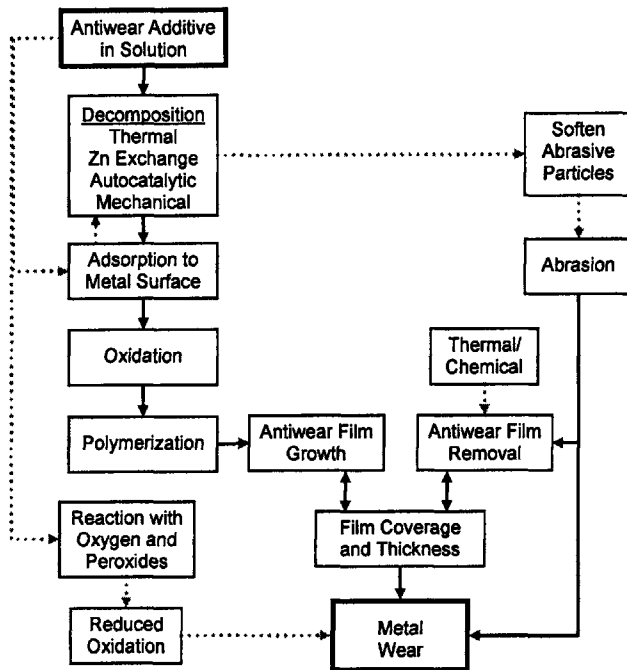 Antiwear Additive
in Solution
Decomposition
Thermal
Zn Exchange
Autocatalytic
Mechanical
Soften
Abrasive
Particles
Adsorption to
Metal Surface
Abrasion
Oxidation
Thermal/
Chemical
Polymerization
Antiwear Film
Growth
Antiwear Film
Removal
Reaction with
Oxygen and
Peroxides
Film Coverage
and Thickness
Reduced
Oxidation
Metal
Wear